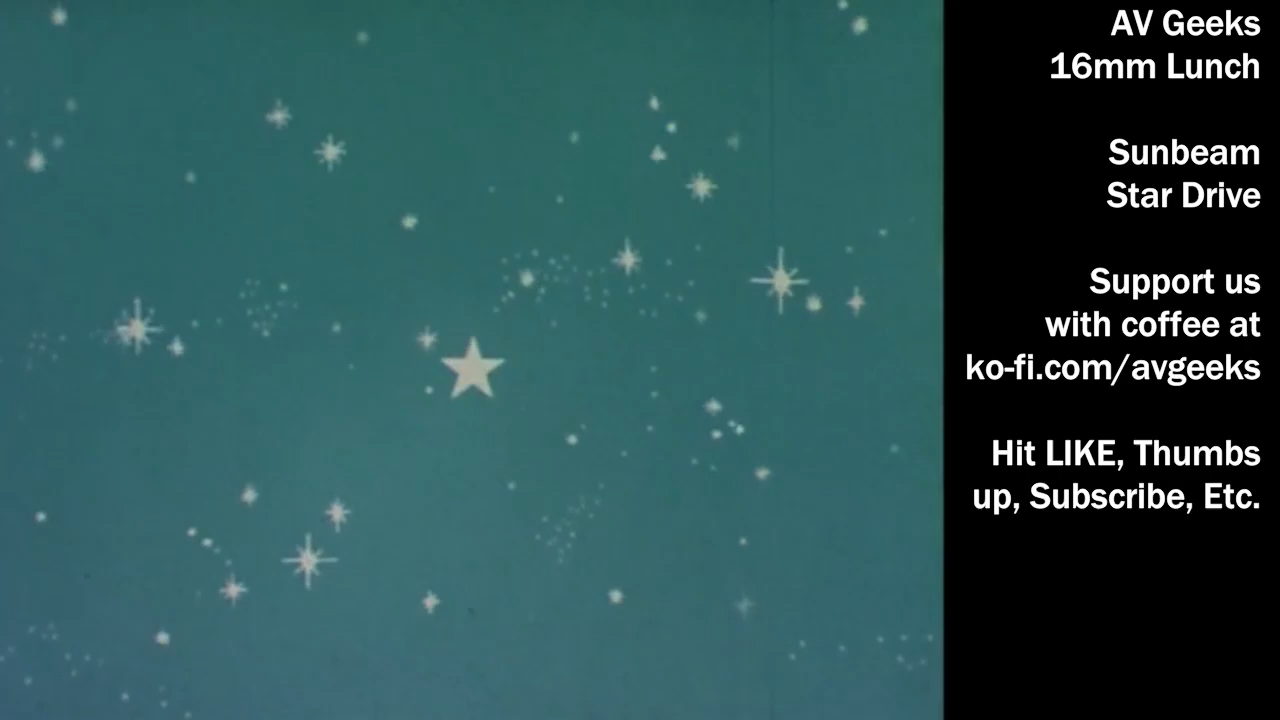 AV Geeks
16mm Lunch
Sunbeam
Star Drive
Support us
with coffee at
ko-fi.com/avgeeks
Hit LIKE, Thumbs
up, Subscribe, Etc.